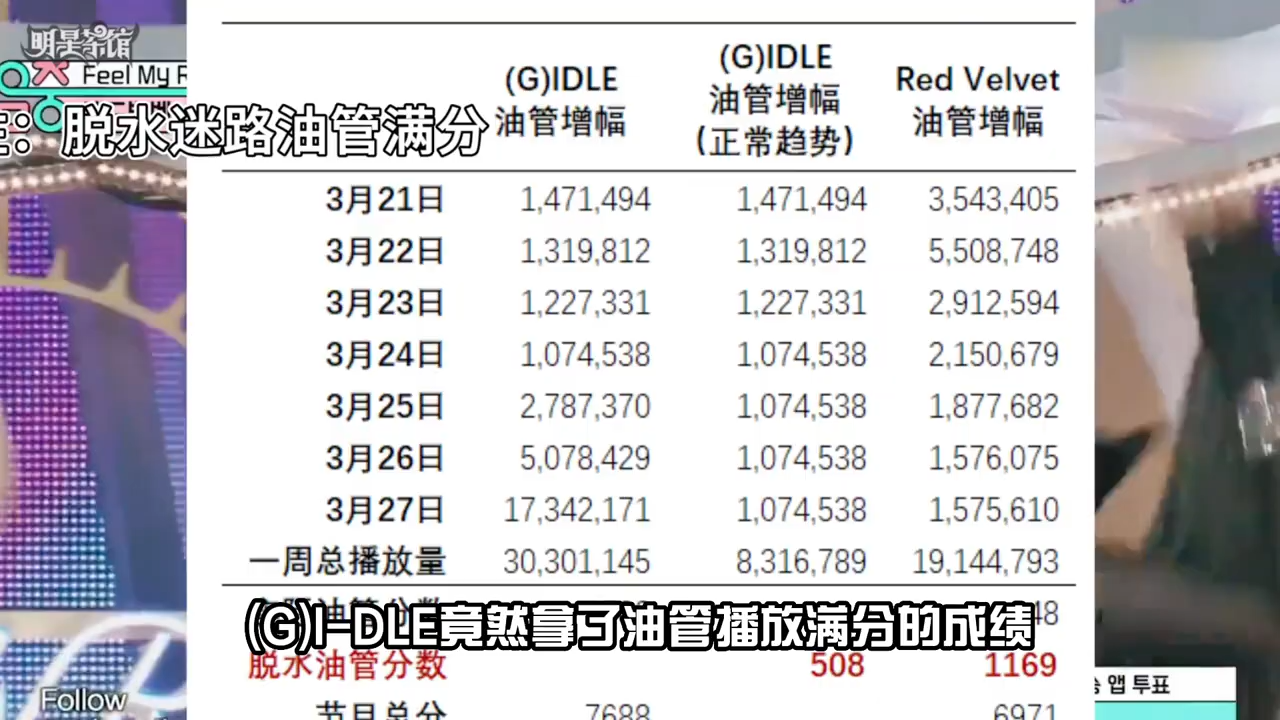 明星茶馆
Feel My R
脱水迷路油管满分
(G)IDLE 油管增幅
(G)IDLE 油管增幅 (正常趋势)
Red Velvet 油管增幅
3月21日 1,471,494 1,471,494 3,543,405
3月22日 1,319,812 1,319,812 5,508,748
3月23日 1,227,331 1,227,331 2,912,594
3月24日 1,074,538 1,074,538 2,150,679
3月25日 2,787,370 1,074,538 1,877,682
3月26日 5,078,429 1,074,538 1,576,075
3月27日 17,342,171 1,074,538 1,575,610
一周总播放量 30,301,145 8,316,789 19,144,793
(G)I-DLE竟然拿了油管播放满分的成绩
脱水油管分数 508 1169
节目总分 7688 6971
앱 투표
Follow